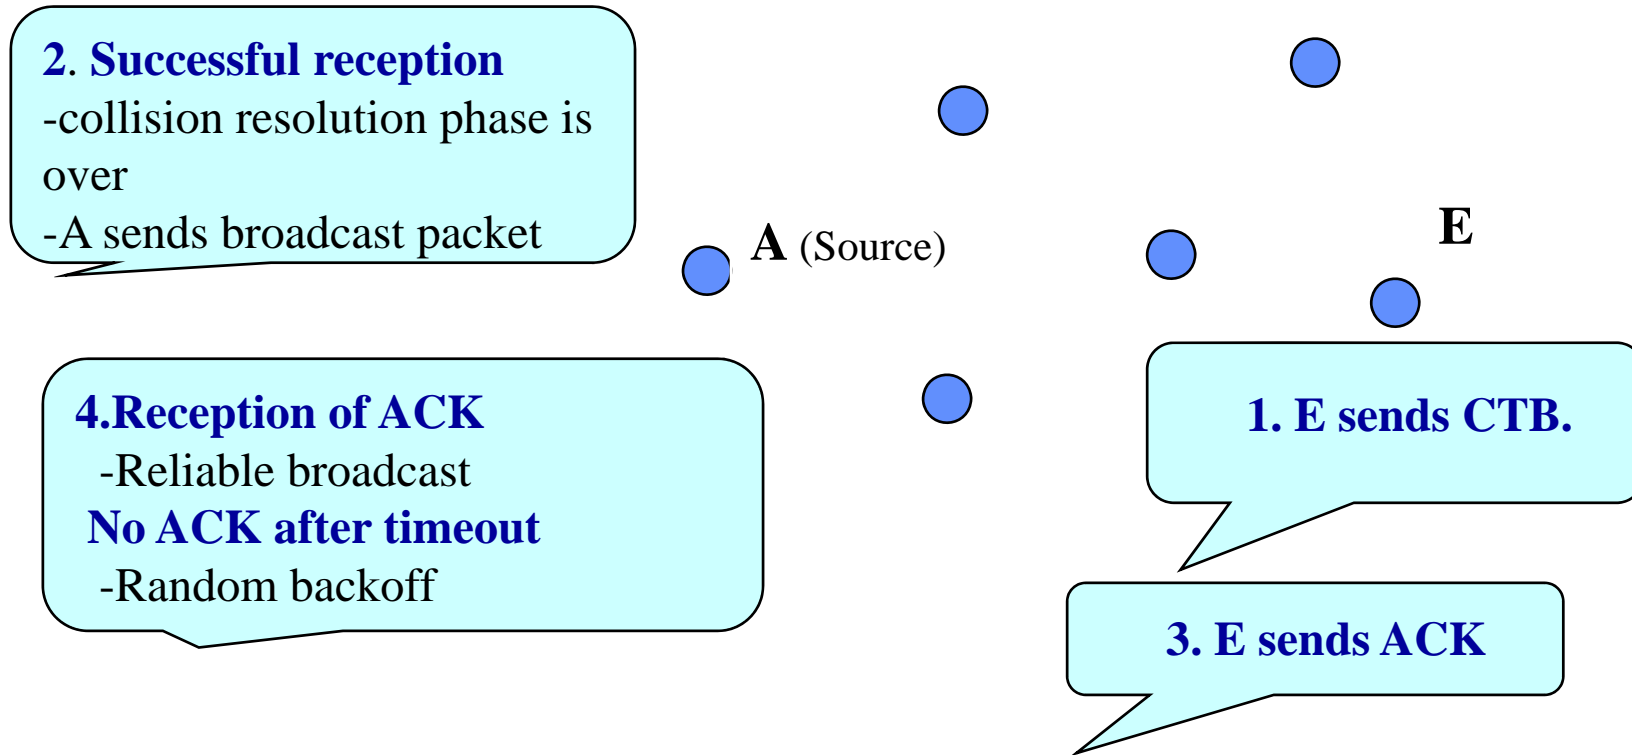 2. Successful reception
-collision resolution phase is
over
-A sends broadcast packet
A (Source)
E
4.Reception of ACK
-Reliable broadcast
No ACK after timeout
-Random backoff
1. E sends CTB.
3. E sends ACK